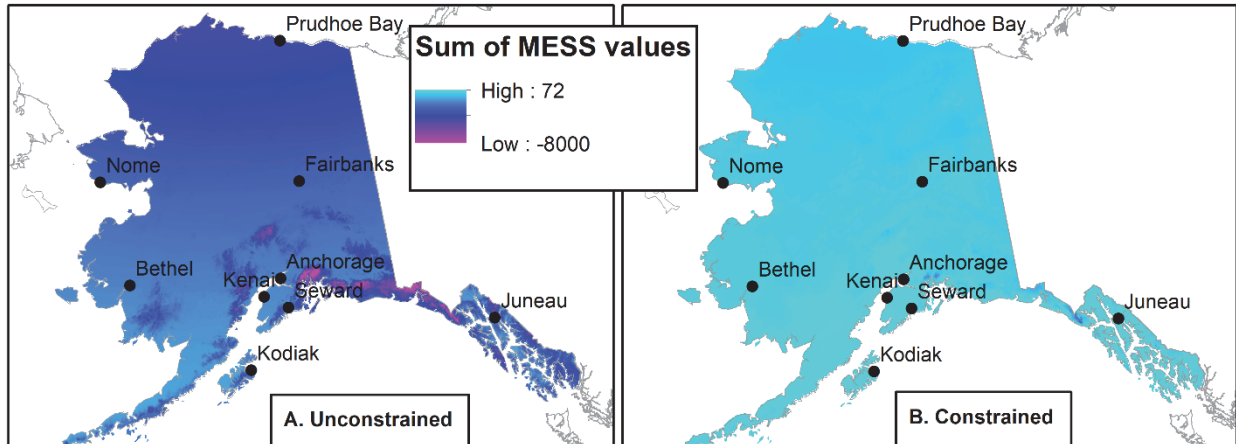 Prudhoe Bay
Sum of MESS values
High : 72
Low : -8000
Nome
Fairbanks
Bethel
Kenai
Anchorage
Seward
Juneau
Kodiak
A. Unconstrained
Prudhoe Bay
Nome
Fairbanks
Bethel
Kenai
Anchorage
Seward
Juneau
Kodiak
B. Constrained